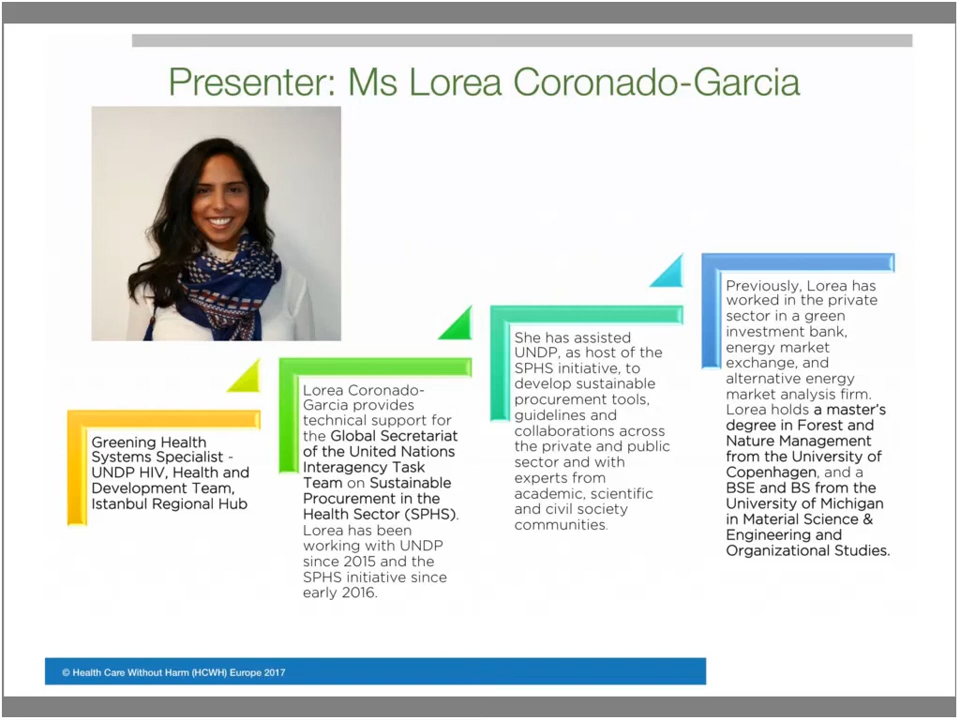 Presenter: Ms Lorea Coronado-Garcia
Greening Health
Systems Specialist -
UNDP HIV, Health and
Development Team,
Istanbul Regional Hub
Lorea Coronado-
Garcia provides
technical support for
the Global Secretariat
of the United Nations
Interagency Task
Team on Sustainable
Procurement in the
Health Sector (SPHS).
Lorea has been
working with UNDP
since 2015 and the
SPHS initiative since
early 2016.
She has assisted
UNDP, as host of the
SPHS initiative, to
develop sustainable
procurement tools,
guidelines and
collaborations across
the private and public
sector and with
experts from
academic, scientific
and civil society
communities.
Previously, Lorea has
worked in the private
sector in a green
investment bank,
energy market
exchange, and
alternative energy
market analysis firm.
Lorea holds a master's
degree in Forest and
Nature Management
from the University of
Copenhagen, and a
BSE and BS from the
University of Michigan
in Material Science &
Engineering and
Organizational Studies.
© Health Care Without Harm (HCWH) Europe 2017